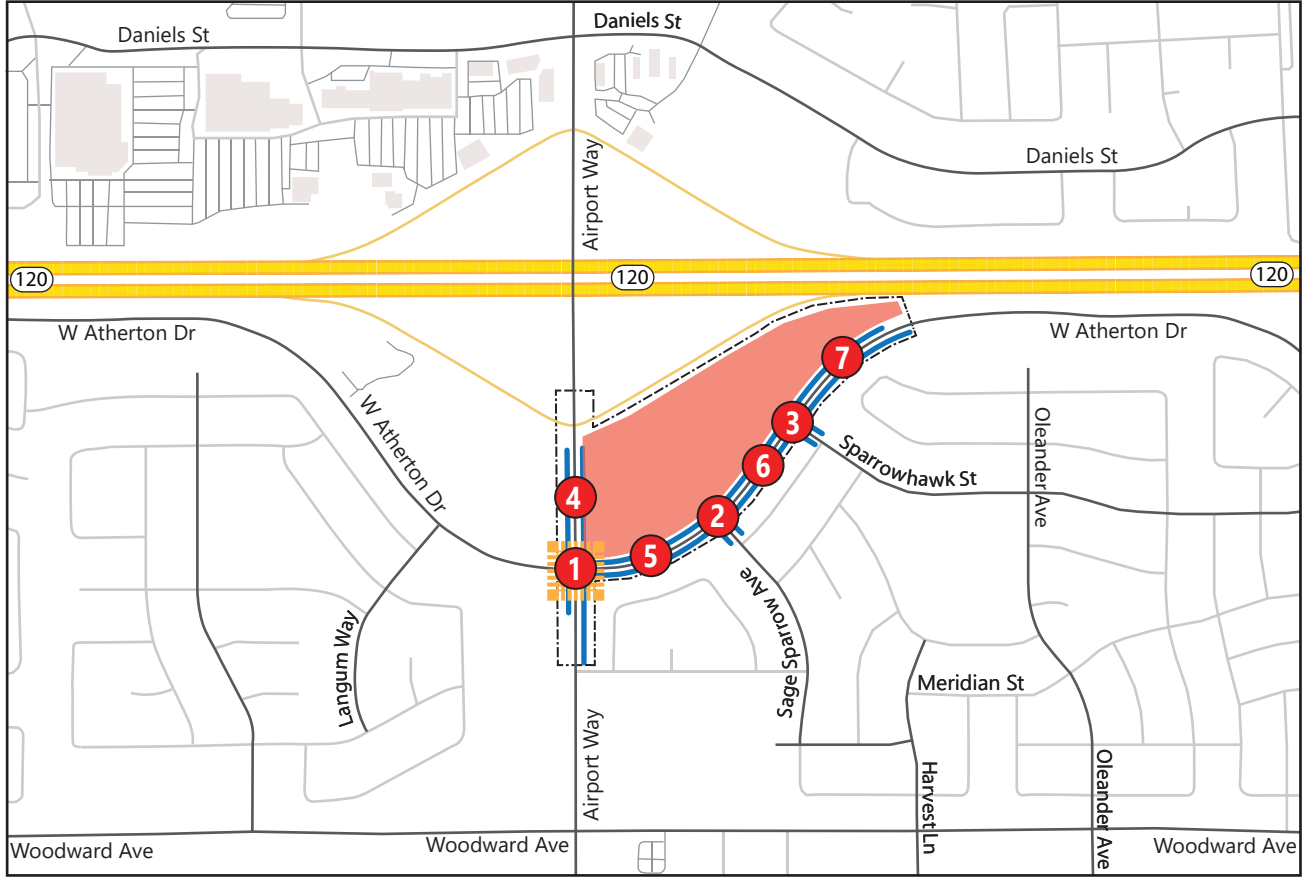 Daniels St
Daniels St
Airport Way
Daniels St
120
120
120
W Atherton Dr
W Atherton Dr
7
W Atherton Dr
3
Oleander Ave
Sparrowhawk St
6
4
2
5
1
Sage Sparrow Ave
Langum Way
Meridian St
Airport Way
Harvest Ln
Oleander Ave
Woodward Ave
Woodward Ave
Woodward Ave